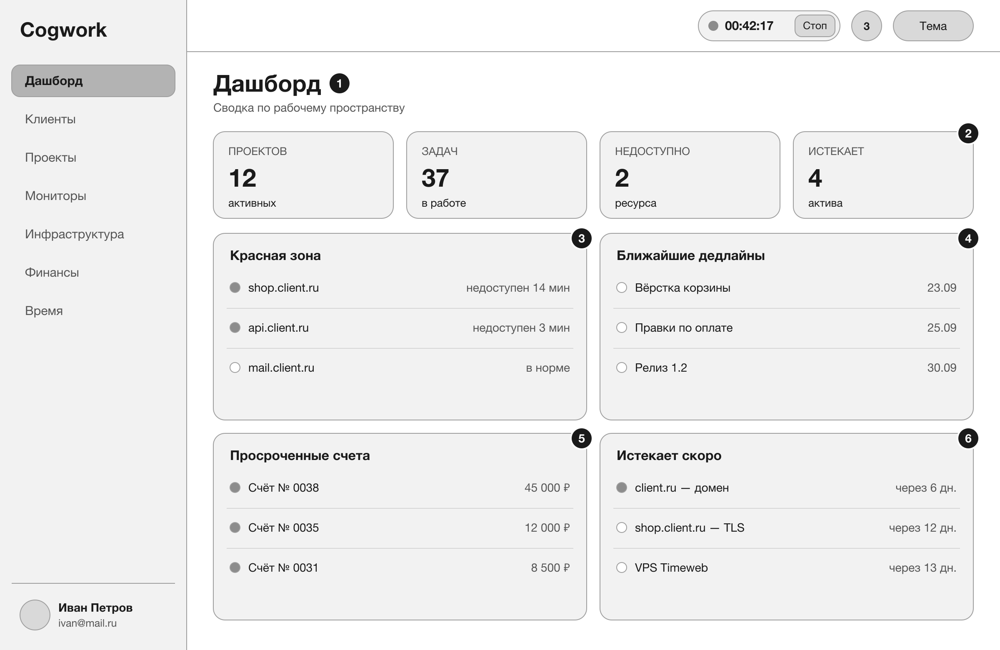 Cogwork
Дашборд
Клиенты
Проекты
Мониторы
Инфраструктура
Финансы
Время
Иван Петров
ivan@mail.ru
00:42:17 Стоп 3 Тема
Дашборд 1
Сводка по рабочему пространству
2
ПРОЕКТОВ
12
активных
ЗАДАЧ
37
в работе
НЕДОСТУПНО
2
ресурса
ИСТЕКАЕТ
4
актива
3
Красная зона
shop.client.ru недоступен 14 мин
api.client.ru недоступен 3 мин
mail.client.ru в норме
4
Ближайшие дедлайны
Вёрстка корзины 23.09
Правки по оплате 25.09
Релиз 1.2 30.09
5
Просроченные счета
Счёт № 0038 45 000 ₽
Счёт № 0035 12 000 ₽
Счёт № 0031 8 500 ₽
6
Истекает скоро
client.ru — домен через 6 дн.
shop.client.ru — TLS через 12 дн.
VPS Timeweb через 13 дн.